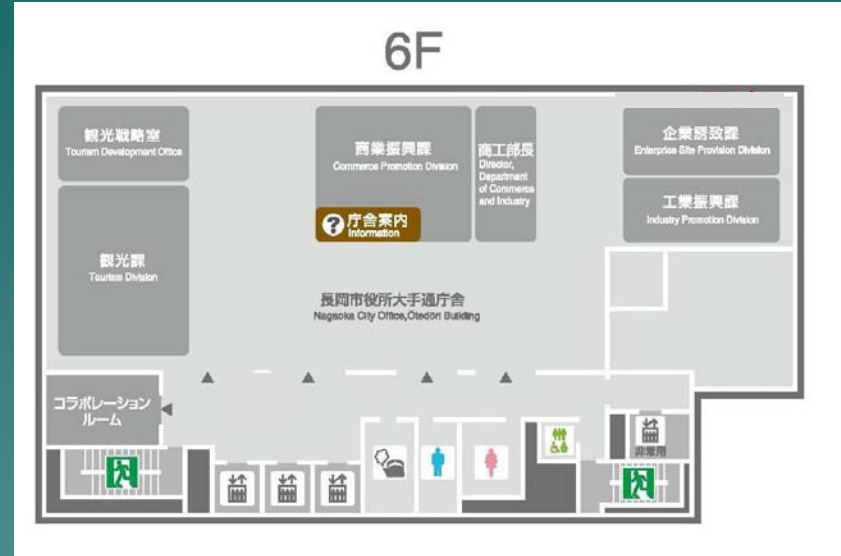 6F
観光戦略室
Tourism Development Office
商業振興課
Commerce Promotion Division
商工部長
Director,
Department
of Commerce
and Industry
企業誘致課
Enterprise Site Provision Division
工業振興課
Industry Promotion Division
? 庁舎案内
Information
観光課
Tourism Division
長岡市役所大手通庁舎
Nagaoka City Office,Otedori Building
コラボレーション
ルーム
非常用